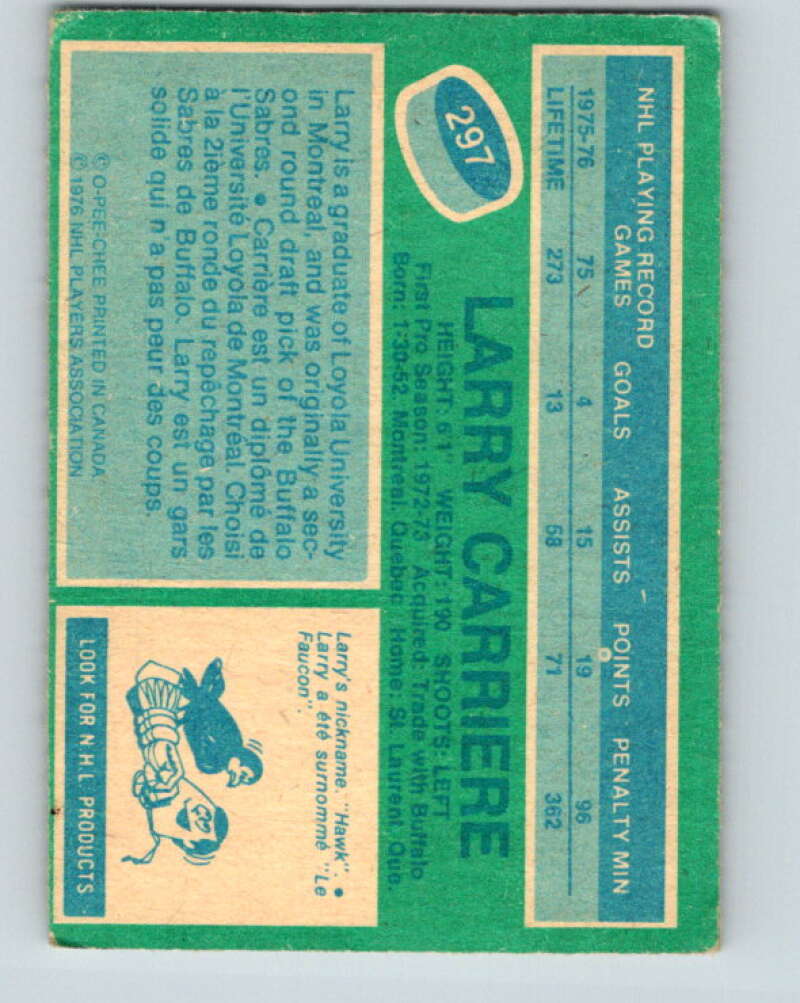 NHL PLAYING RECORD
GAMES GOALS ASSISTS POINTS PENALTY MIN
1975-76 75 4 15 19 96
LIFETIME 273 13 58 71 362
297
LARRY CARRIERE
HEIGHT: 6'1" WEIGHT: 190 SHOOTS: LEFT
First Pro Season: 1972-73 Acquired: Trade with Buffalo
Born: 1-30-52, Montreal, Quebec Home: St. Laurent, Que.
Larry is a graduate of Loyola University
in Montreal, and was originally a sec-
ond round draft pick of the Buffalo
Sabres. • Carrière est un diplômé de
l'Université Loyola de Montréal. Choisi
à la 2ième ronde du repêchage par les
Sabres de Buffalo. Larry est un gars
solide qui n'a pas peur des coups.
© O-PEE-CHEE PRINTED IN CANADA
© 1976 NHL PLAYERS ASSOCIATION
Larry's nickname. "Hawk". •
Larry a été surnommé "Le
Faucon".
LOOK FOR N.H.L. PRODUCTS